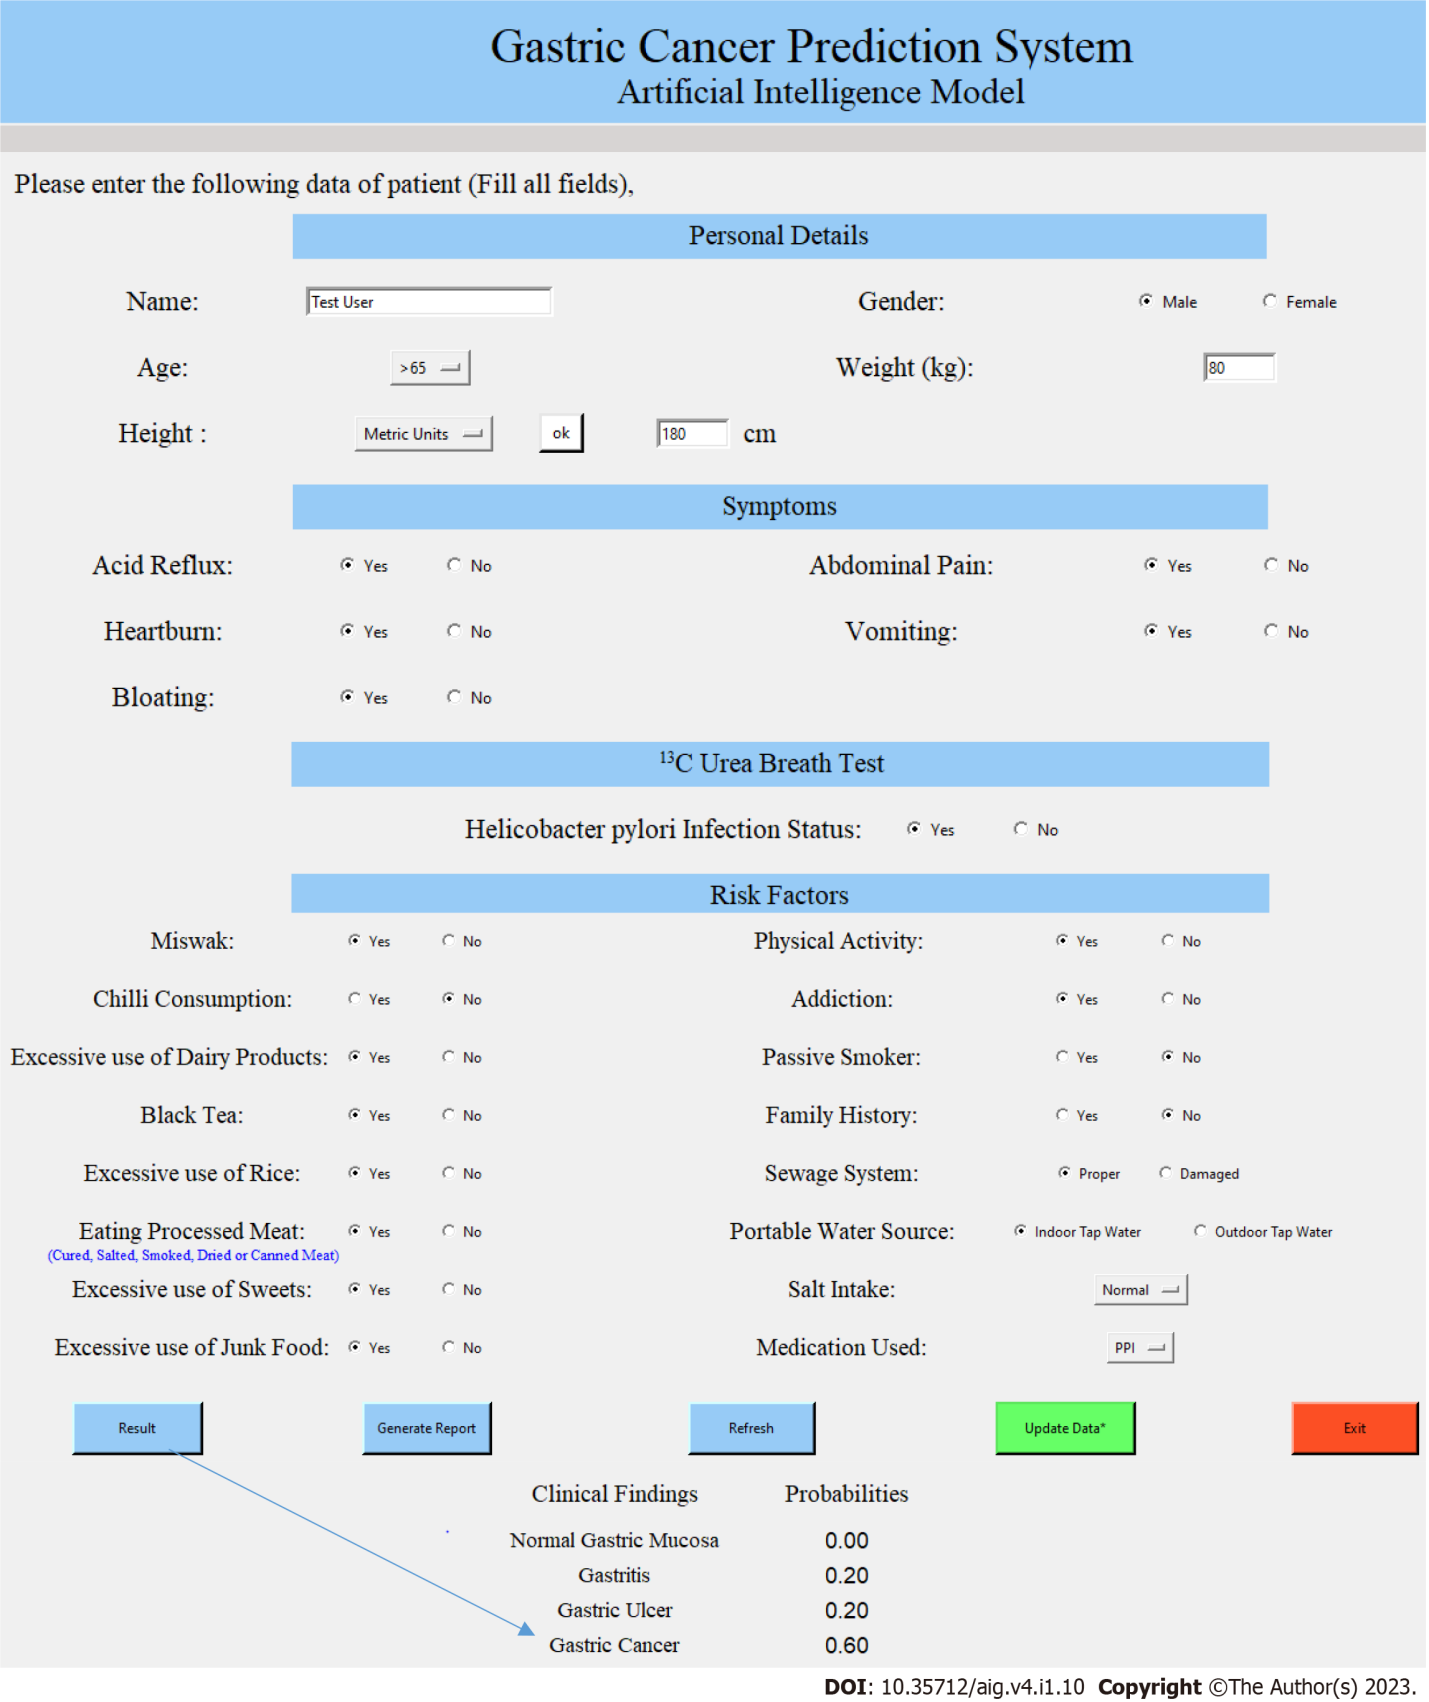 Gastric Cancer Prediction System
Artificial Intelligence Model
Please enter the following data of patient (Fill all fields),
Personal Details
Name: Test User Gender: Male Female
Age: >65 Weight (kg): 80
Height : Metric Units ok 180 cm
Symptoms
Acid Reflux: Yes No Abdominal Pain: Yes No
Heartburn: Yes No Vomiting: Yes No
Bloating: Yes No
¹³C Urea Breath Test
Helicobacter pylori Infection Status: Yes No
Risk Factors
Miswak: Yes No Physical Activity: Yes No
Chilli Consumption: Yes No Addiction: Yes No
Excessive use of Dairy Products: Yes No Passive Smoker: Yes No
Black Tea: Yes No Family History: Yes No
Excessive use of Rice: Yes No Sewage System: Proper Damaged
Eating Processed Meat: Yes No Portable Water Source: Indoor Tap Water Outdoor Tap Water
(Cured, Salted, Smoked, Dried or Canned Meat)
Excessive use of Sweets: Yes No Salt Intake: Normal
Excessive use of Junk Food: Yes No Medication Used: PPI
Result Generate Report Refresh Update Data* Exit
Clinical Findings Probabilities
Normal Gastric Mucosa 0.00
Gastritis 0.20
Gastric Ulcer 0.20
Gastric Cancer 0.60
DOI: 10.35712/aig.v4.i1.10 Copyright ©The Author(s) 2023.